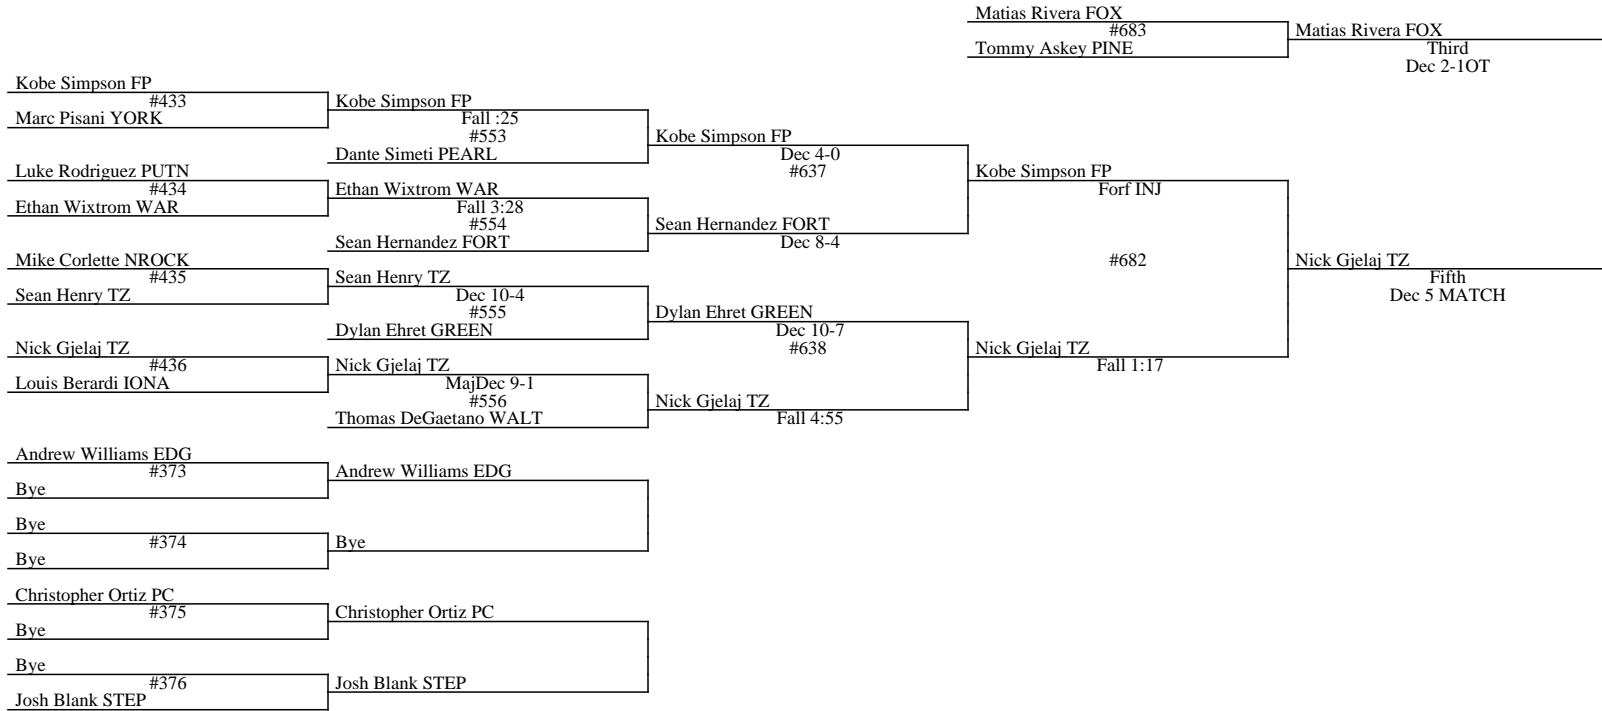 Matias Rivera FOX
#683
Tommy Askey PINE
Matias Rivera FOX
Third
Dec 2-1OT
Kobe Simpson FP
#433
Marc Pisani YORK
Kobe Simpson FP
Fall :25
#553
Dante Simeti PEARL
Kobe Simpson FP
Dec 4-0
#637
Luke Rodriguez PUTN
#434
Ethan Wixtrom WAR
Ethan Wixtrom WAR
Fall 3:28
#554
Sean Hernandez FORT
Sean Hernandez FORT
Dec 8-4
Kobe Simpson FP
Forf INJ
#682
Mike Corlette NROCK
#435
Sean Henry TZ
Sean Henry TZ
Dec 10-4
#555
Dylan Ehret GREEN
Dylan Ehret GREEN
Dec 10-7
#638
Nick Gjelaj TZ
#436
Louis Berardi IONA
Nick Gjelaj TZ
MajDec 9-1
#556
Thomas DeGaetano WALT
Nick Gjelaj TZ
Fall 4:55
Nick Gjelaj TZ
Fall 1:17
Nick Gjelaj TZ
Fifth
Dec 5 MATCH
Andrew Williams EDG
#373
Bye
Andrew Williams EDG
Bye
#374
Bye
Bye
Christopher Ortiz PC
#375
Bye
Christopher Ortiz PC
Bye
#376
Josh Blank STEP
Josh Blank STEP